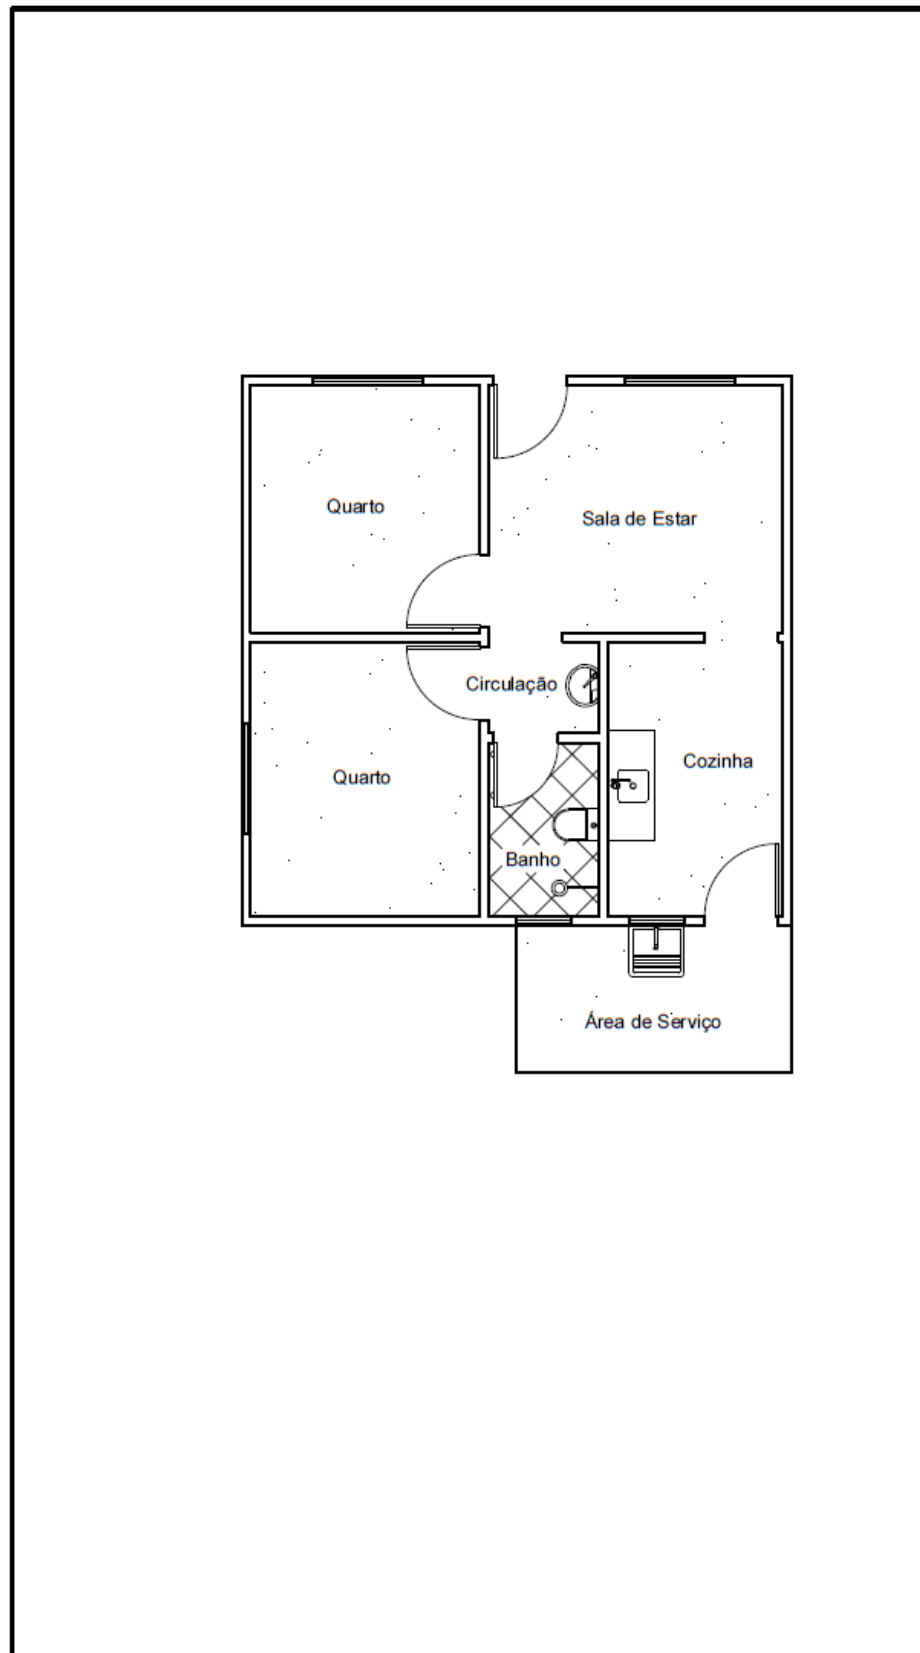 Quarto
Sala de Estar
Circulação
Quarto
Cozinha
Banho
Área de Serviço